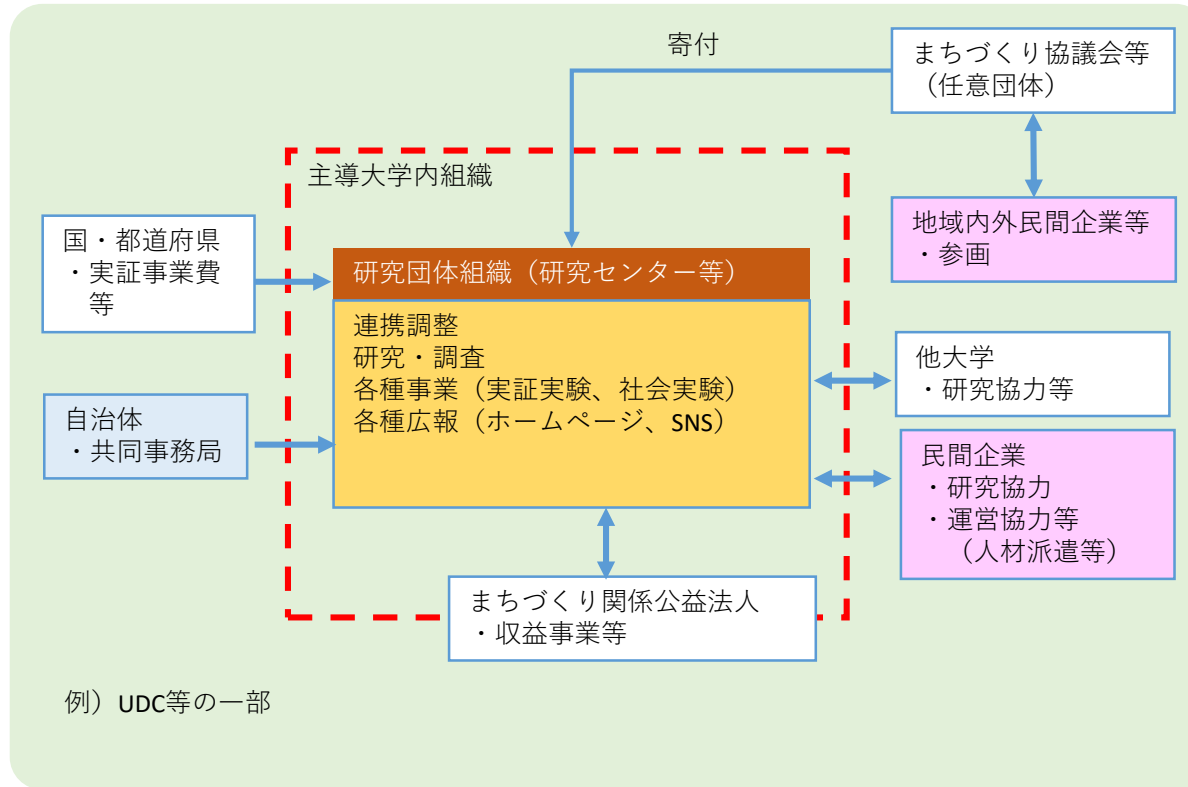 寄付
まちづくり協議会等
（任意団体）
主導大学内組織
地域内外民間企業等
・参画
国・都道府県
・実証事業費
等
研究団体組織（研究センター等）
連携調整
研究・調査
各種事業（実証実験、社会実験）
各種広報（ホームページ、SNS）
他大学
・研究協力等
自治体
・共同事務局
民間企業
・研究協力
・運営協力等
（人材派遣等）
まちづくり関係公益法人
・収益事業等
例）UDC等の一部